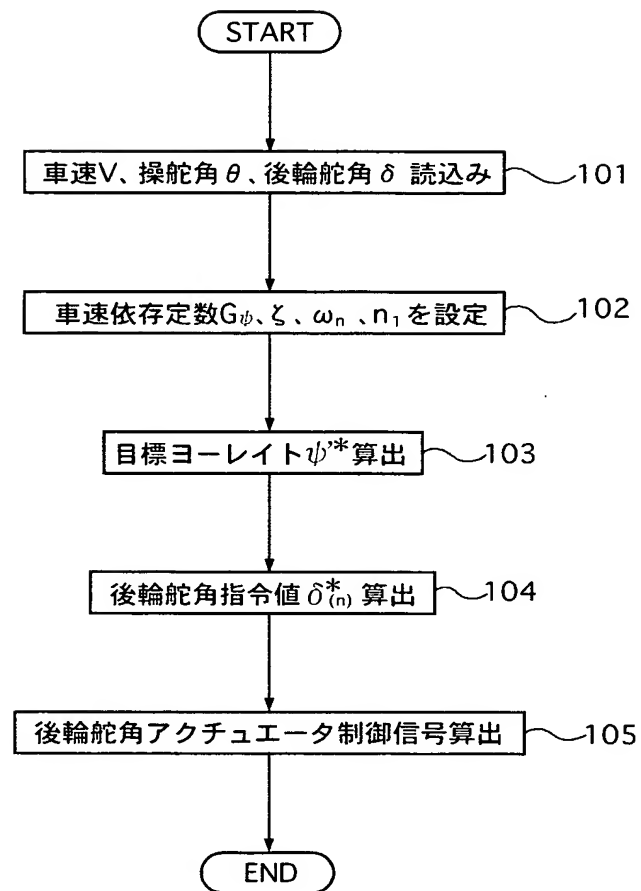 START
車速V、操舵角θ、後輪舵角δ 読込み
101
車速依存定数Gψ、ζ、ωn、n1を設定
102
目標ヨーレイトψ'*算出
103
後輪舵角指令値δ*(n)算出
104
後輪舵角アクチュエータ制御信号算出
105
END